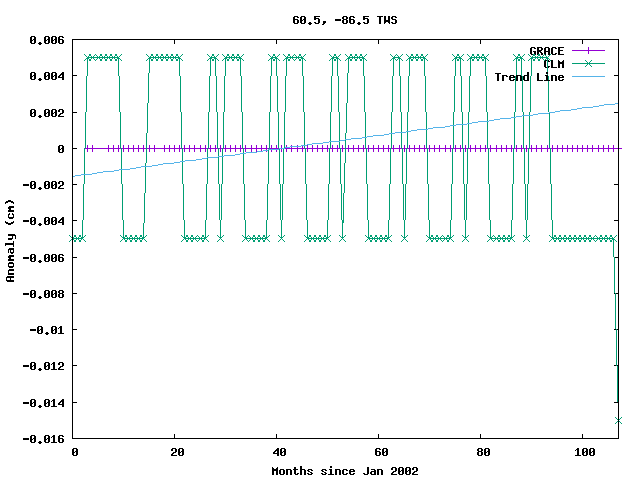 60.5, -86.5 TWS
0.006
0.004
0.002
0
-0.002
-0.004
-0.006
-0.008
-0.01
-0.012
-0.014
-0.016
Anomaly (cm)
GRACE
CLM
Trend Line
0 20 40 60 80 100
Months since Jan 2002